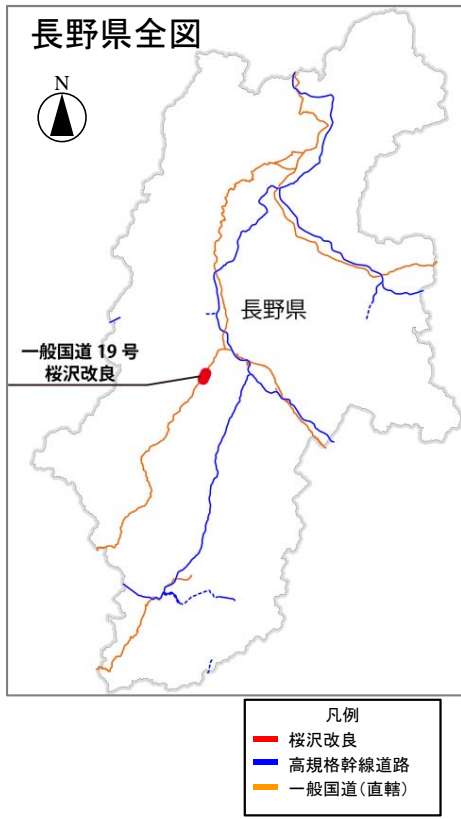 長野県全図
N
長野県
一般国道 19 号
桜沢改良
凡例
桜沢改良
高規格幹線道路
一般国道(直轄)